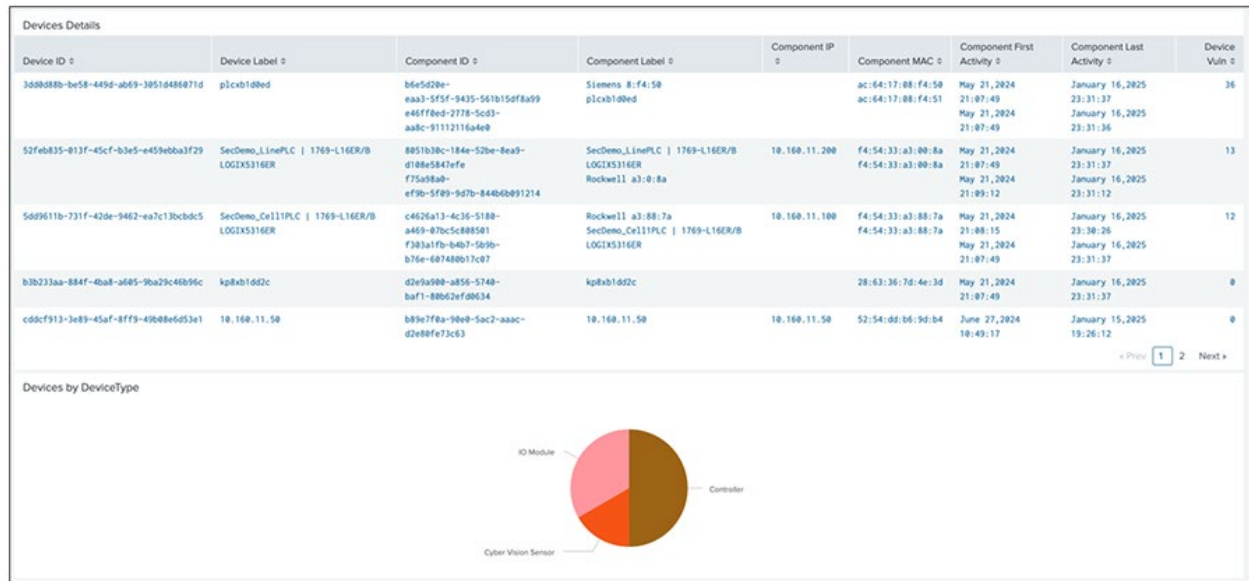 Devices Details
Device ID Device Label Component ID Component Label Component IP Component MAC Component First Activity Component Last Activity Device Vuln
3dd0d88b-be58-449d-ab69-3051d486071d plcxb1d0ed b6e5d20e- Siemens 8:f4:50 ac:64:17:08:f4:50 May 21,2024 January 16,2025 36
eaa3-5f5f-9435-561b15df8a99 plcxb1d0ed ac:64:17:08:f4:51 21:07:49 23:31:37
e46ff0ed-2778-5cd3- May 21,2024 January 16,2025
aa8c-91112116a4e0 21:07:49 23:31:36
52feb835-013f-45cf-b3e5-e459ebba3f29 SecDemo_LinePLC | 1769-L16ER/B 8051b30c-184e-52be-8ea9- SecDemo_LinePLC | 1769-L16ER/B 10.160.11.200 f4:54:33:a3:00:8a May 21,2024 January 16,2025 13
LOGIX5316ER d108e5847efe LOGIX5316ER f4:54:33:a3:00:8a 21:07:49 23:31:37
f75a98a0- Rockwell a3:0:8a May 21,2024 January 16,2025
ef9b-5f09-9d7b-844b6b091214 21:09:12 23:31:12
5dd9611b-731f-42de-9462-ea7c13bcbdc5 SecDemo_Cell1PLC | 1769-L16ER/B c4626a13-4c36-5180- Rockwell a3:88:7a 10.160.11.100 f4:54:33:a3:88:7a May 21,2024 January 16,2025 12
LOGIX5316ER a469-07bc5c808501 SecDemo_Cell1PLC | 1769-L16ER/B f4:54:33:a3:88:7a 21:08:15 23:30:26
f303a1fb-b4b7-5b9b- LOGIX5316ER May 21,2024 January 16,2025
b76e-607480b17c07 21:07:49 23:31:37
b3b233aa-884f-4ba8-a605-9ba29c46b96c kp8xb1dd2c d2e9a900-a856-5740- kp8xb1dd2c 28:63:36:7d:4e:3d May 21,2024 January 16,2025 0
baf1-80b62efd0634 21:07:49 23:31:37
cddcf913-3e89-45af-8ff9-49b08e6d53e1 10.160.11.50 b89e7f0a-90e0-5ac2-aaac- 10.160.11.50 10.160.11.50 52:54:dd:b6:9d:b4 June 27,2024 January 15,2025 0
d2e80fe73c63 10:49:17 19:26:12
« Prev 1 2 Next »
Devices by DeviceType
IO Module
Controller
Cyber Vision Sensor